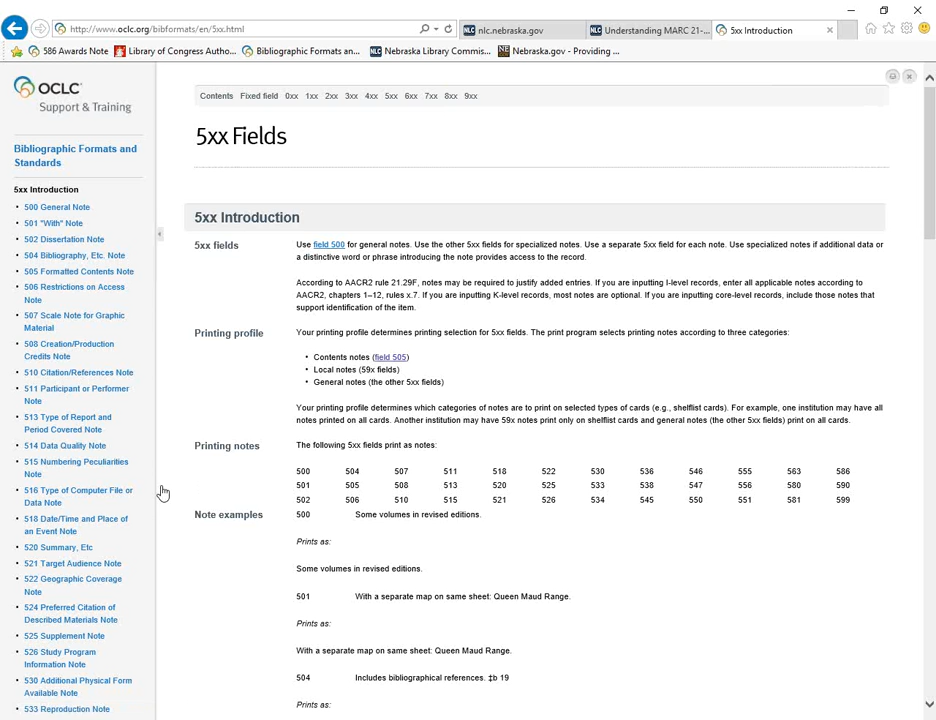 http://www.oclc.org/bibformats/en/5xx.html
NLC nlc.nebraska.gov
NLC Understanding MARC 21-...
5xx Introduction
586 Awards Note
Library of Congress Autho...
Bibliographic Formats an...
NLC Nebraska Library Commis...
NE Nebraska.gov - Providing ...
OCLC
Support & Training
Bibliographic Formats and
Standards
5xx Introduction
• 500 General Note
• 501 "With" Note
• 502 Dissertation Note
• 504 Bibliography, Etc. Note
• 505 Formatted Contents Note
• 506 Restrictions on Access
Note
• 507 Scale Note for Graphic
Material
• 508 Creation/Production
Credits Note
• 510 Citation/References Note
• 511 Participant or Performer
Note
• 513 Type of Report and
Period Covered Note
• 514 Data Quality Note
• 515 Numbering Peculiarities
Note
• 516 Type of Computer File or
Data Note
• 518 Date/Time and Place of
an Event Note
• 520 Summary, Etc
• 521 Target Audience Note
• 522 Geographic Coverage
Note
• 524 Preferred Citation of
Described Materials Note
• 525 Supplement Note
• 526 Study Program
Information Note
• 530 Additional Physical Form
Available Note
• 533 Reproduction Note
Contents Fixed field 0xx 1xx 2xx 3xx 4xx 5xx 6xx 7xx 8xx 9xx
5xx Fields
5xx Introduction
5xx fields
Use field 500 for general notes. Use the other 5xx fields for specialized notes. Use a separate 5xx field for each note. Use specialized notes if additional data or
a distinctive word or phrase introducing the note provides access to the record.
According to AACR2 rule 21.29F, notes may be required to justify added entries. If you are inputting I-level records, enter all applicable notes according to
AACR2, chapters 1–12, rules x.7. If you are inputting K-level records, most notes are optional. If you are inputting core-level records, include those notes that
support identification of the item.
Printing profile
Your printing profile determines printing selection for 5xx fields. The print program selects printing notes according to three categories:
• Contents notes (field 505)
• Local notes (59x fields)
• General notes (the other 5xx fields)
Your printing profile determines which categories of notes are to print on selected types of cards (e.g., shelflist cards). For example, one institution may have all
notes printed on all cards. Another institution may have 59x notes print only on shelflist cards and general notes (the other 5xx fields) print on all cards.
Printing notes
The following 5xx fields print as notes:
500 504 507 511 518 522 530 536 546 555 563 586
501 505 508 513 520 525 533 538 547 556 580 590
502 506 510 515 521 526 534 545 550 551 581 599
Note examples
500 Some volumes in revised editions.
Prints as:
Some volumes in revised editions.
501 With a separate map on same sheet: Queen Maud Range.
Prints as:
With a separate map on same sheet: Queen Maud Range.
504 Includes bibliographical references. ‡b 19
Prints as: